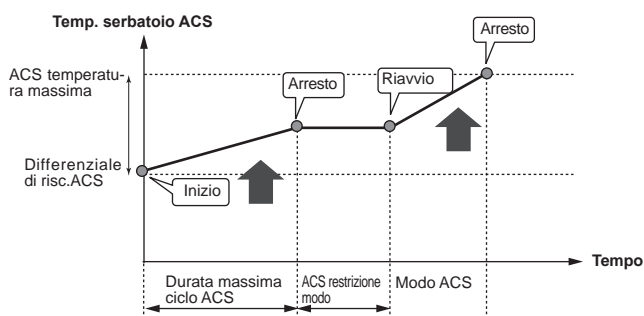 Temp. serbatoio ACS
Arresto
ACS temperatu-
ra massima
Arresto
Riavvio
Differenziale
di risc.ACS
Inizio
Tempo
Durata massima
ciclo ACS
ACS restrizione
modo
Modo ACS